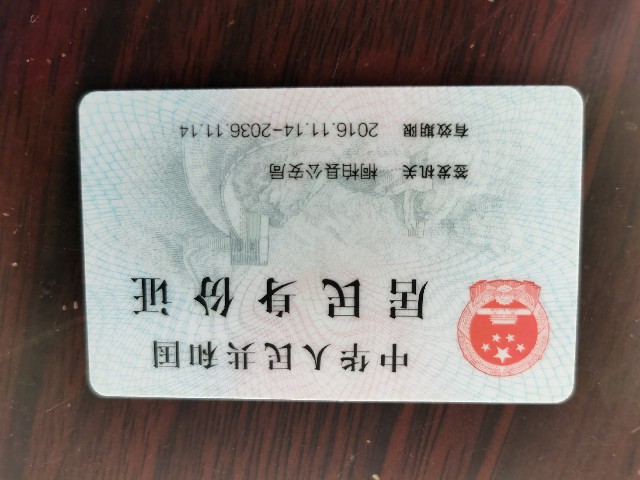 中华人民共和国
居民身份证
签发机关 桐柏县公安局
有效期限 2016.11.14-2036.11.14